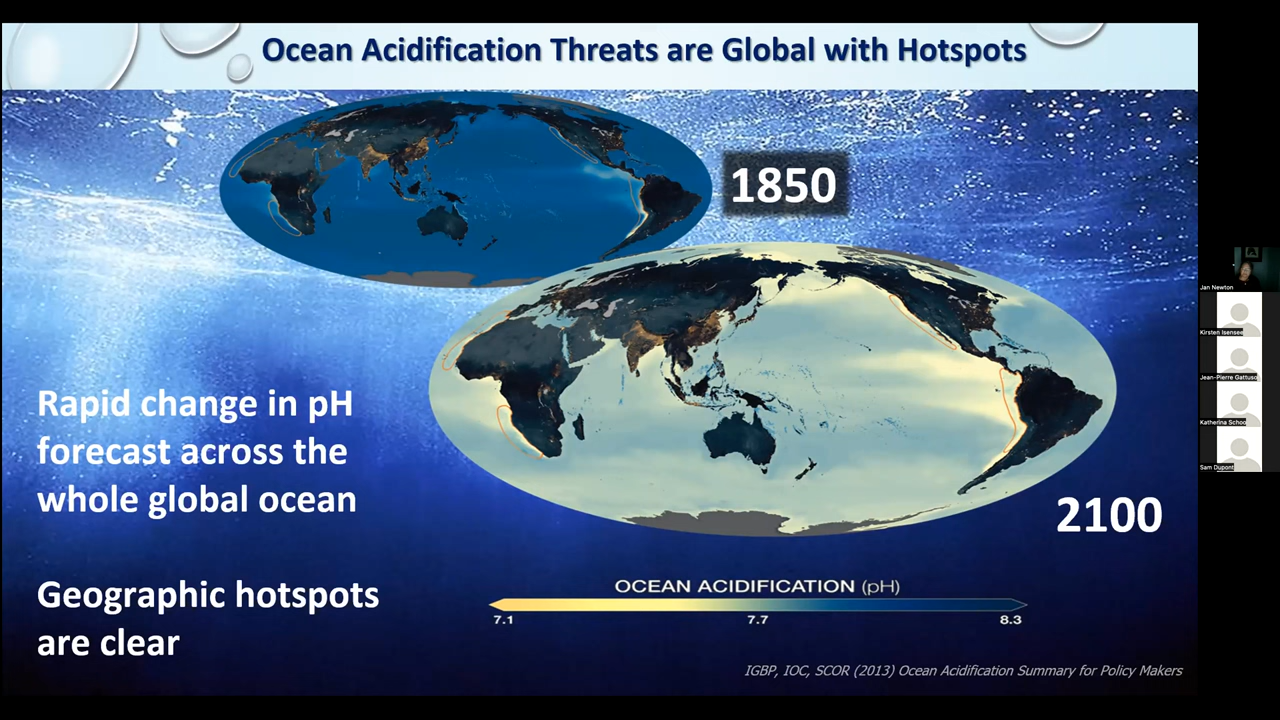 Ocean Acidification Threats are Global with Hotspots
1850
2100
Rapid change in pH
forecast across the
whole global ocean
Geographic hotspots
are clear
OCEAN ACIDIFICATION (pH)
7.1 7.7 8.3
IGBP, IOC, SCOR (2013) Ocean Acidification Summary for Policy Makers
Jan Newton
Kirsten Isensee
Jean-Pierre Gattuso
Katherina Schoo
Sam Dupont